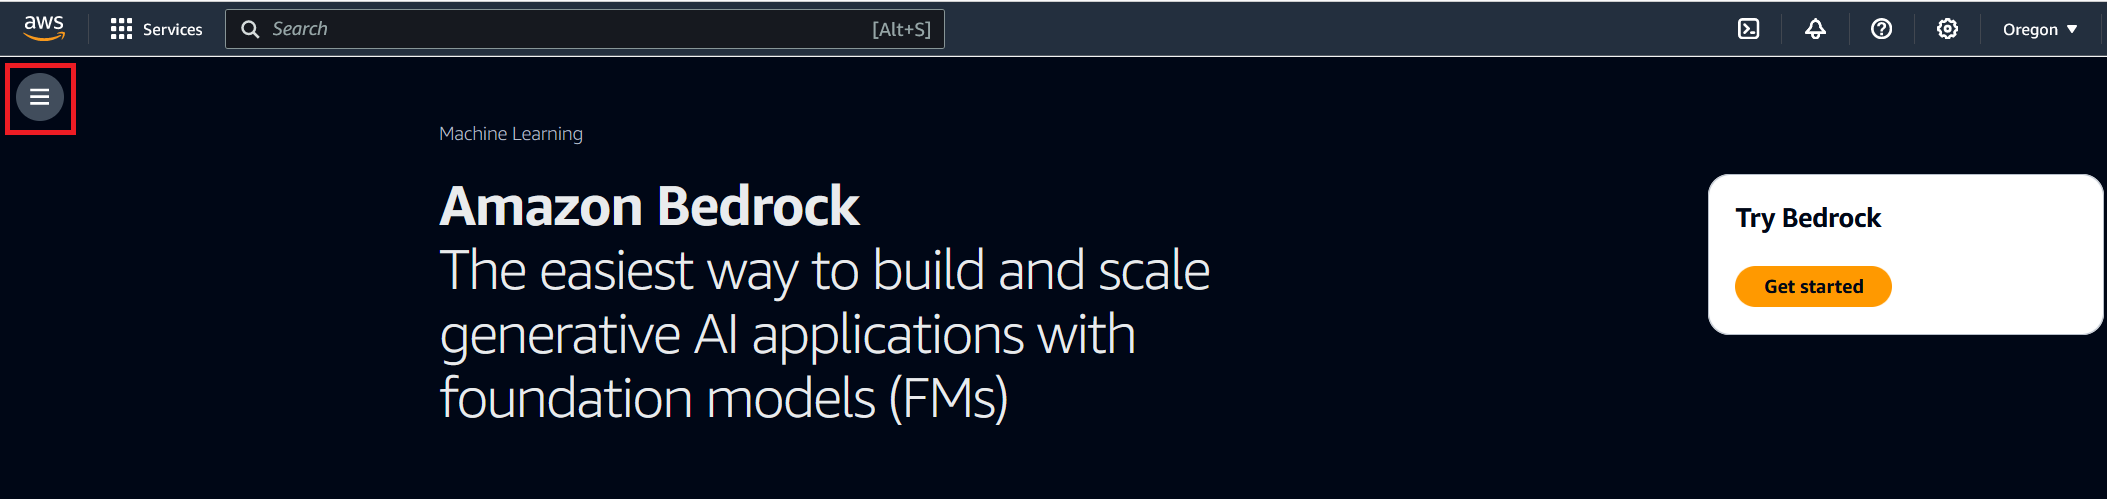 aws Services Search [Alt+S] Oregon
Machine Learning
Amazon Bedrock
The easiest way to build and scale
generative AI applications with
foundation models (FMs)
Try Bedrock
Get started